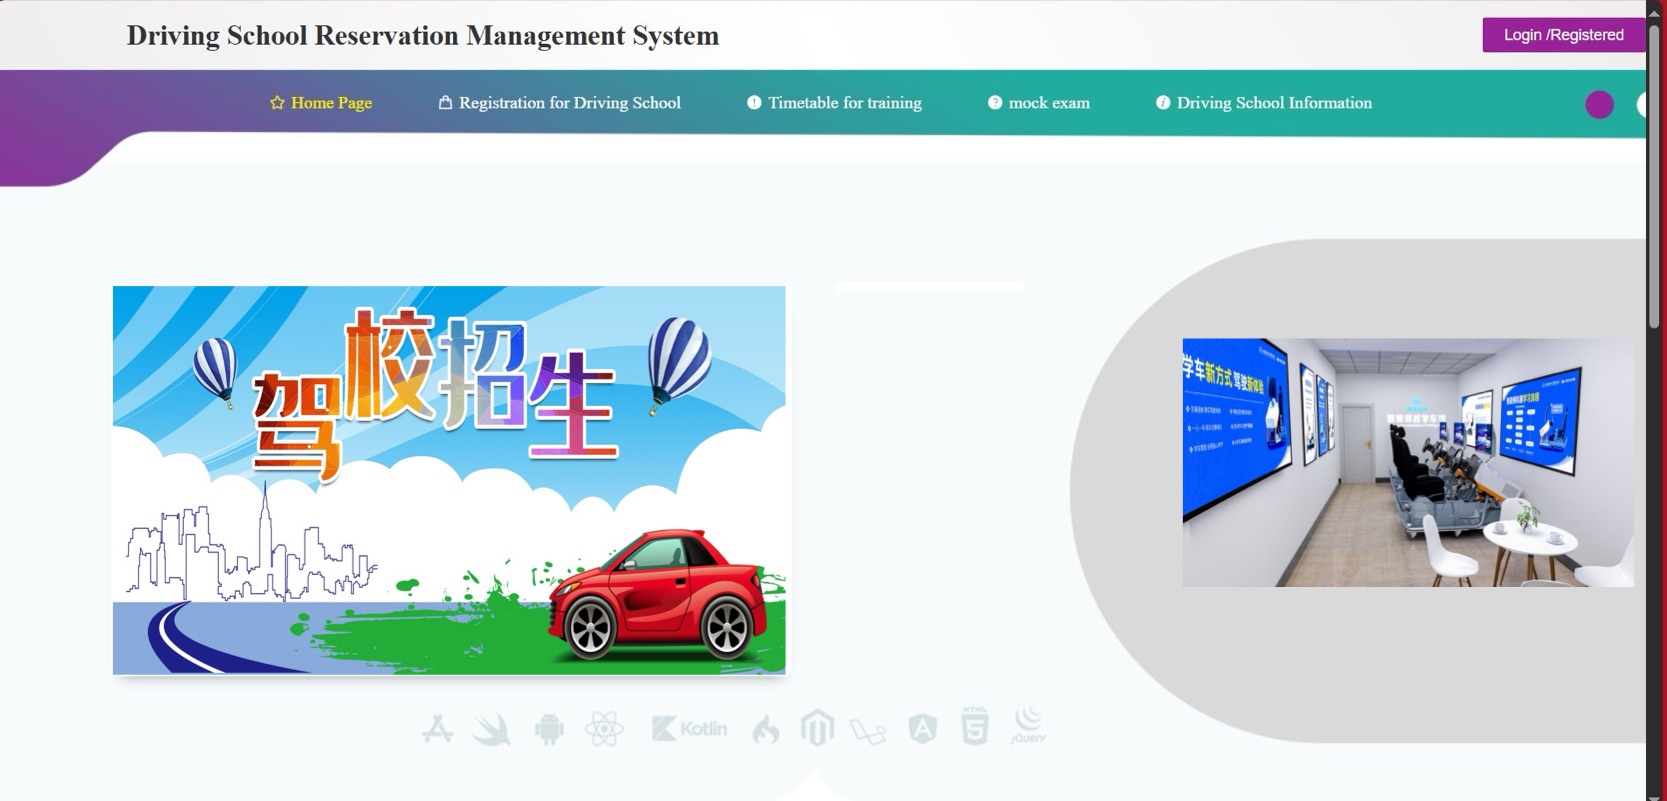 Driving School Reservation Management System
Login /Registered
Home Page
Registration for Driving School
Timetable for training
mock exam
Driving School Information
驾校招生
学车新方式 驾驶新体验
Kotlin
HTML
5
jQuery